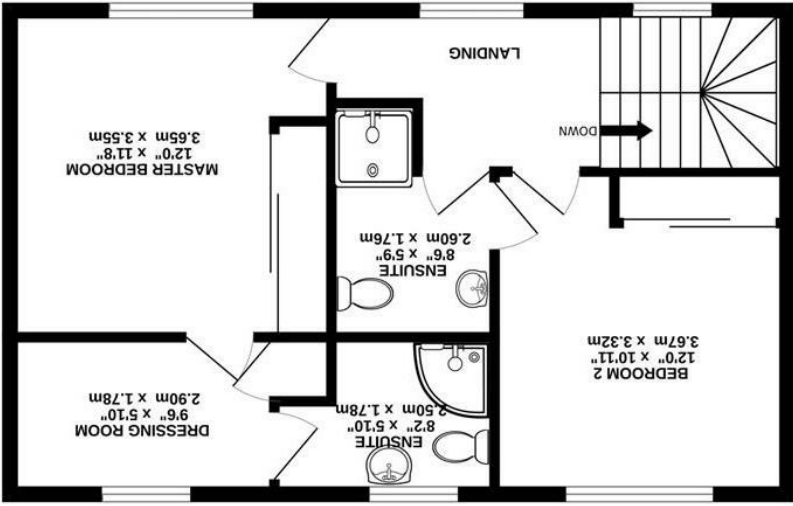 ENSUITE
8'2" x 5'10"
2.50m x 1.78m
DRESSING ROOM
9'6" x 5'10"
2.90m x 1.78m
BEDROOM 2
12'0" x 10'11"
3.67m x 3.32m
ENSUITE
8'6" x 5'9"
2.60m x 1.76m
MASTER BEDROOM
12'0" x 11'8"
3.65m x 3.55m
DOWN
LANDING